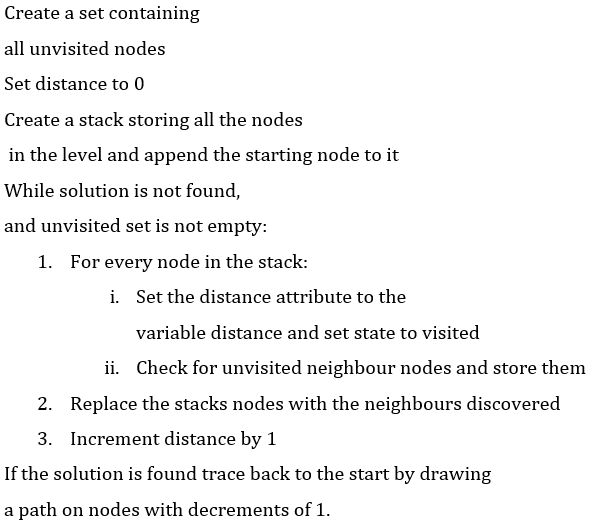 Create a set containing
all unvisited nodes
Set distance to 0
Create a stack storing all the nodes
in the level and append the starting node to it
While solution is not found,
and unvisited set is not empty:
1. For every node in the stack:
i. Set the distance attribute to the
variable distance and set state to visited
ii. Check for unvisited neighbour nodes and store them
2. Replace the stacks nodes with the neighbours discovered
3. Increment distance by 1
If the solution is found trace back to the start by drawing
a path on nodes with decrements of 1.